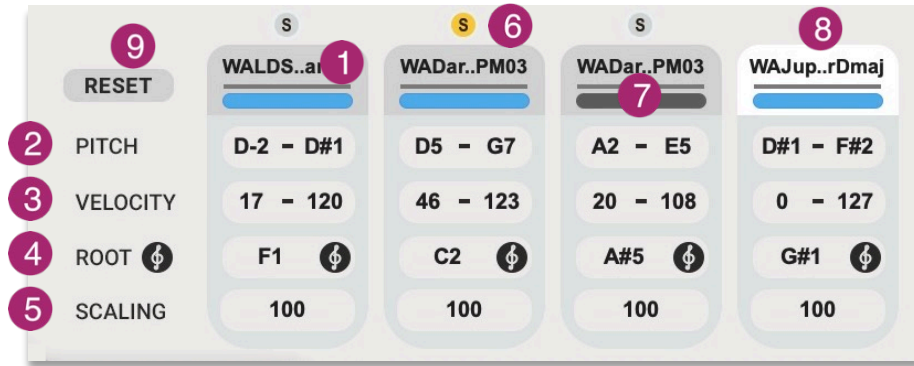 S S 6 S 8
9
WALDS..a 1 WADar..PM03 WADar..PM03 WAJup..rDmaj
RESET
7
2 PITCH D-2 - D#1 D5 - G7 A2 - E5 D#1 - F#2
3 VELOCITY 17 - 120 46 - 123 20 - 108 0 - 127
4 ROOT F1 C2 A#5 G#1
5 SCALING 100 100 100 100